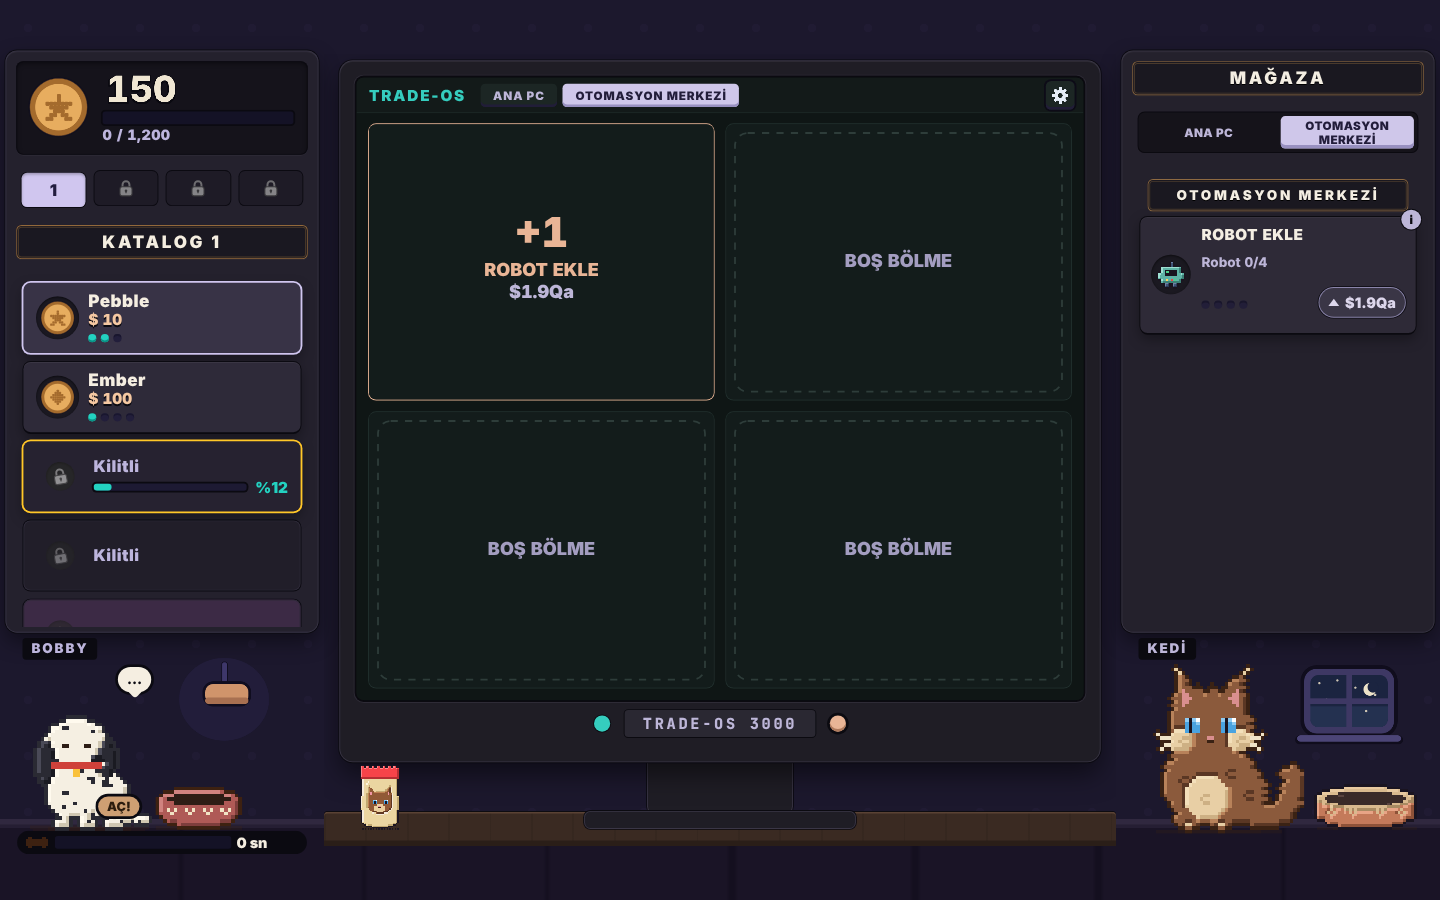 150
0 / 1,200
1
KATALOG 1
Pebble
$ 10
Ember
$ 100
Kilitli
%12
Kilitli
TRADE-OS
ANA PC
OTOMASYON MERKEZİ
+1
ROBOT EKLE
$1.9Qa
BOŞ BÖLME
BOŞ BÖLME
BOŞ BÖLME
TRADE-OS 3000
MAĞAZA
ANA PC
OTOMASYON
MERKEZİ
OTOMASYON MERKEZİ
i
ROBOT EKLE
Robot 0/4
$1.9Qa
BOBBY
...
AÇ!
0 sn
KEDİ